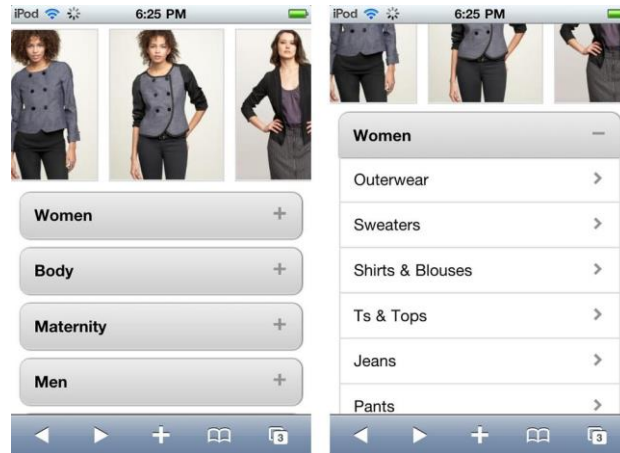 iPod 6:25 PM
Women +
Body +
Maternity +
Men +
3
iPod 6:25 PM
Women −
Outerwear >
Sweaters >
Shirts & Blouses >
Ts & Tops >
Jeans >
Pants >
3